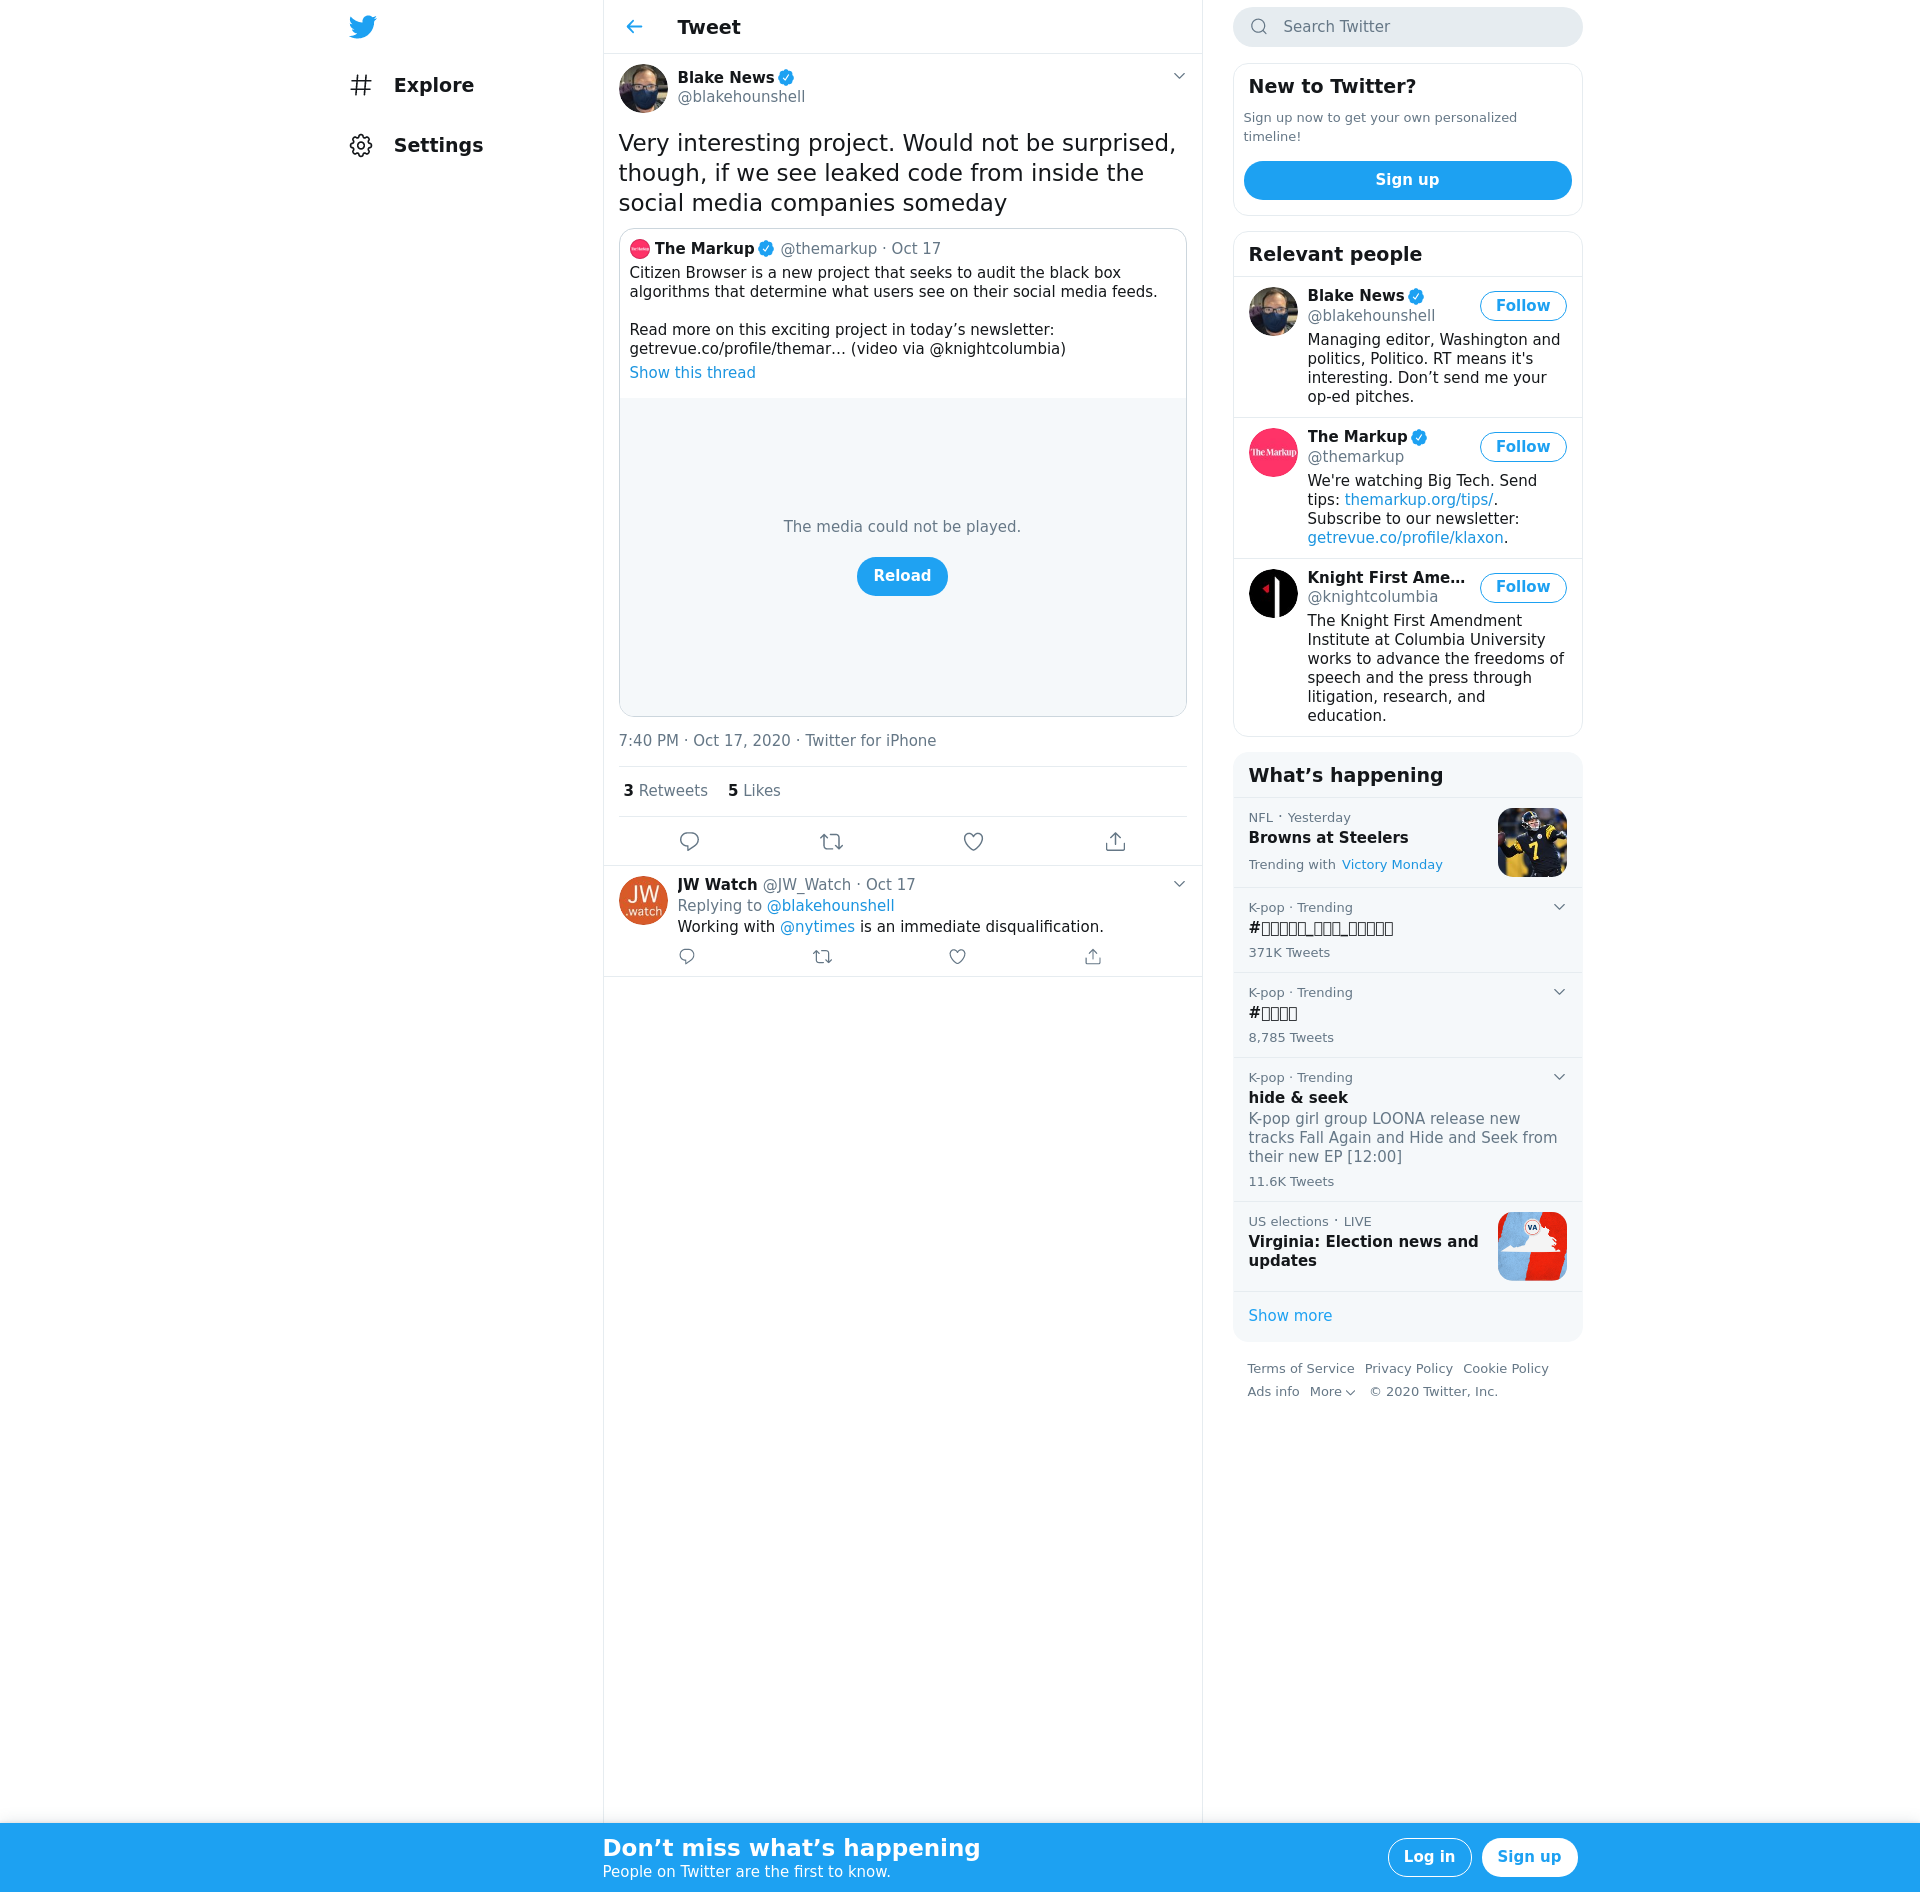 Explore
Settings
Tweet
Blake News
@blakehounshell
Very interesting project. Would not be surprised,
though, if we see leaked code from inside the
social media companies someday
The Markup @themarkup · Oct 17
Citizen Browser is a new project that seeks to audit the black box
algorithms that determine what users see on their social media feeds.
Read more on this exciting project in today’s newsletter:
getrevue.co/profile/themar… (video via @knightcolumbia)
Show this thread
The media could not be played.
Reload
7:40 PM · Oct 17, 2020 · Twitter for iPhone
3 Retweets 5 Likes
JW
.watch
JW Watch @JW_Watch · Oct 17
Replying to @blakehounshell
Working with @nytimes is an immediate disqualification.
Search Twitter
New to Twitter?
Sign up now to get your own personalized
timeline!
Sign up
Relevant people
Blake News
@blakehounshell
Follow
Managing editor, Washington and
politics, Politico. RT means it's
interesting. Don’t send me your
op-ed pitches.
The Markup
The Markup
@themarkup
Follow
We're watching Big Tech. Send
tips: themarkup.org/tips/.
Subscribe to our newsletter:
getrevue.co/profile/klaxon.
Knight First Ame…
@knightcolumbia
Follow
The Knight First Amendment
Institute at Columbia University
works to advance the freedoms of
speech and the press through
litigation, research, and
education.
What’s happening
NFL · Yesterday
Browns at Steelers
Trending with Victory Monday
7
K-pop · Trending
371K Tweets
K-pop · Trending
8,785 Tweets
K-pop · Trending
hide & seek
K-pop girl group LOONA release new
tracks Fall Again and Hide and Seek from
their new EP [12:00]
11.6K Tweets
US elections · LIVE
Virginia: Election news and
updates
VA
Show more
Terms of Service Privacy Policy Cookie Policy
Ads info More © 2020 Twitter, Inc.
Don’t miss what’s happening
People on Twitter are the first to know.
Log in
Sign up